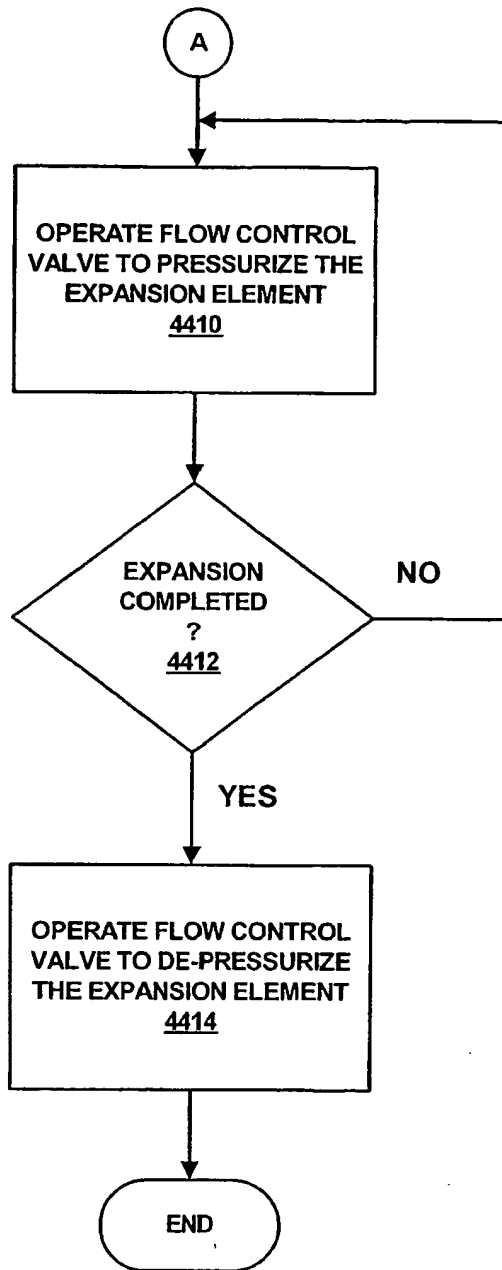 A
OPERATE FLOW CONTROL
VALVE TO PRESSURIZE THE
EXPANSION ELEMENT
4410
EXPANSION
COMPLETED
?
4412
NO
YES
OPERATE FLOW CONTROL
VALVE TO DE-PRESSURIZE
THE EXPANSION ELEMENT
4414
END